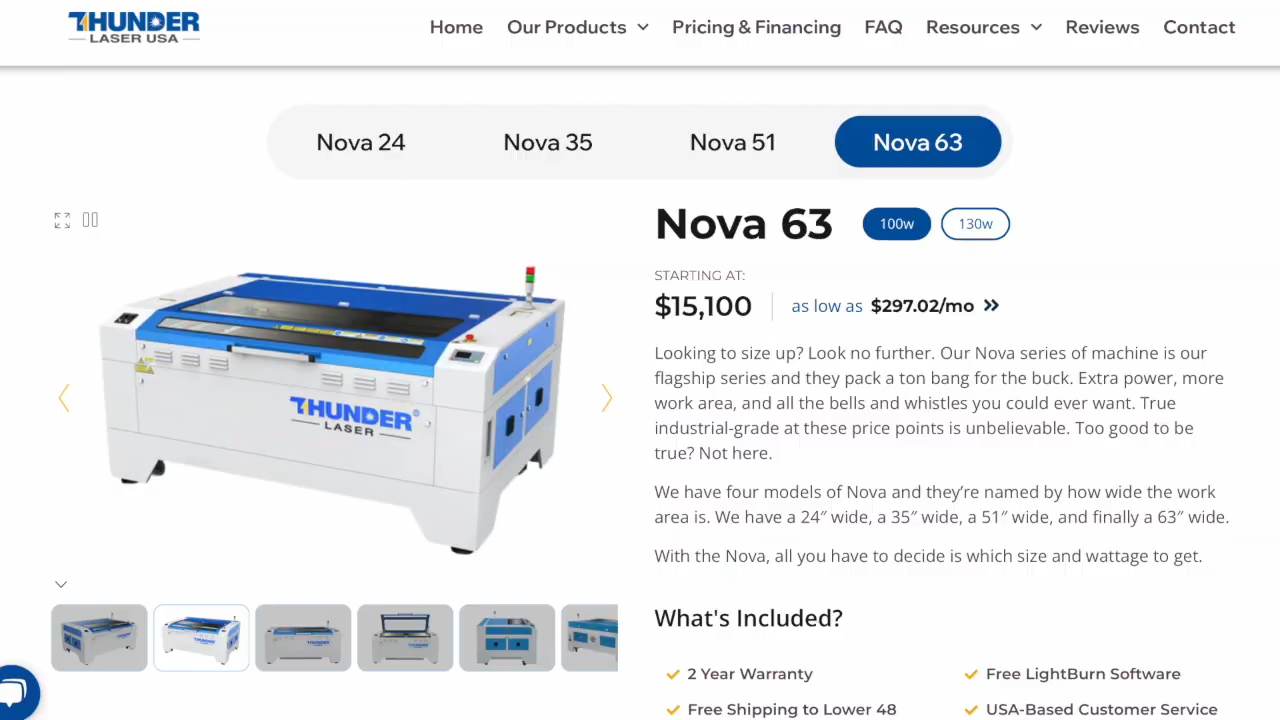 THUNDER
LASER USA
Home Our Products Pricing & Financing FAQ Resources Reviews Contact
Nova 24 Nova 35 Nova 51 Nova 63
Nova 63 100w 130w
STARTING AT:
$15,100 as low as $297.02/mo
Looking to size up? Look no further. Our Nova series of machine is our
flagship series and they pack a ton bang for the buck. Extra power, more
work area, and all the bells and whistles you could ever want. True
industrial-grade at these price points is unbelievable. Too good to be
true? Not here.
We have four models of Nova and they’re named by how wide the work
area is. We have a 24″ wide, a 35″ wide, a 51″ wide, and finally a 63″ wide.
With the Nova, all you have to decide is which size and wattage to get.
THUNDER®
LASER
What's Included?
2 Year Warranty Free LightBurn Software
Free Shipping to Lower 48 USA-Based Customer Service